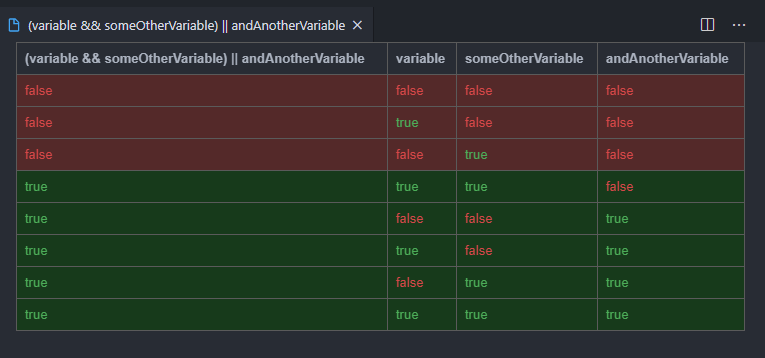 (variable && someOtherVariable) || andAnotherVariable
(variable && someOtherVariable) || andAnotherVariable variable someOtherVariable andAnotherVariable
false false false false
false true false false
false false true false
true true true false
true false false true
true true false true
true false true true
true true true true